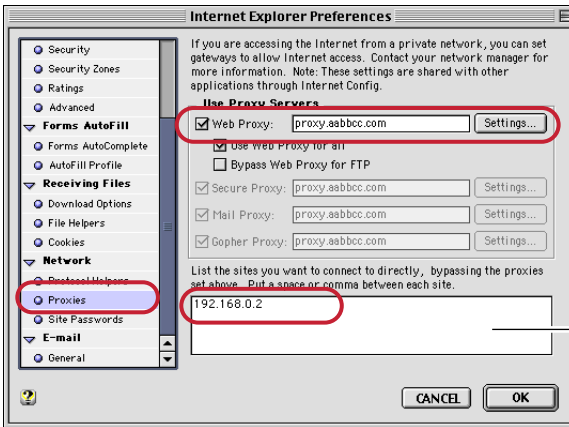 Internet Explorer Preferences
Security
Security Zones
Ratings
Advanced
Forms AutoFill
Forms AutoComplete
AutoFill Profile
Receiving Files
Download Options
File Helpers
Cookies
Network
Protocol Helpers
Proxies
Site Passwords
E-mail
General
If you are accessing the Internet from a private network, you can set
gateways to allow Internet access. Contact your network manager for
more information. Note: These settings are shared with other
applications through Internet Config.
Use Proxy Servers
Web Proxy: proxy.aabbcc.com Settings...
Use Web Proxy for all
Bypass Web Proxy for FTP
Secure Proxy: proxy.aabbcc.com Settings...
Mail Proxy: proxy.aabbcc.com Settings...
Gopher Proxy: proxy.aabbcc.com Settings...
List the sites you want to connect to directly, bypassing the proxies
set above. Put a space or comma between each site.
192.168.0.2
?
CANCEL OK